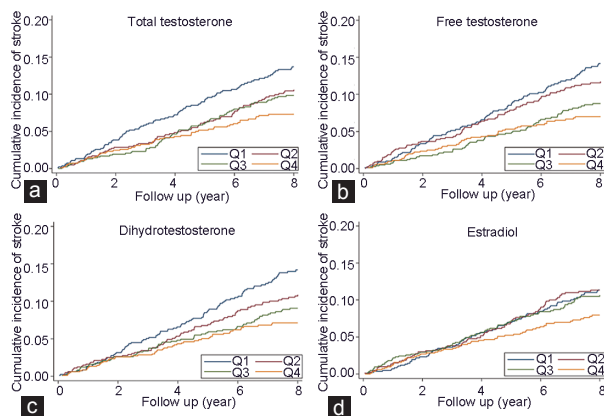 Total testosterone
Cumulative incidence of stroke
0.20
0.15
0.10
0.05
0.00
0 2 4 6 8
Follow up (year)
Q1 Q2
Q3 Q4
a
Free testosterone
Cumulative incidence of stroke
0.20
0.15
0.10
0.05
0.00
0 2 4 6 8
Follow up (year)
Q1 Q2
Q3 Q4
b
Dihydrotestosterone
Cumulative incidence of stroke
0.20
0.15
0.10
0.05
0.00
0 2 4 6 8
Follow up (year)
Q1 Q2
Q3 Q4
c
Estradiol
Cumulative incidence of stroke
0.20
0.15
0.10
0.05
0.00
0 2 4 6 8
Follow up (year)
Q1 Q2
Q3 Q4
d